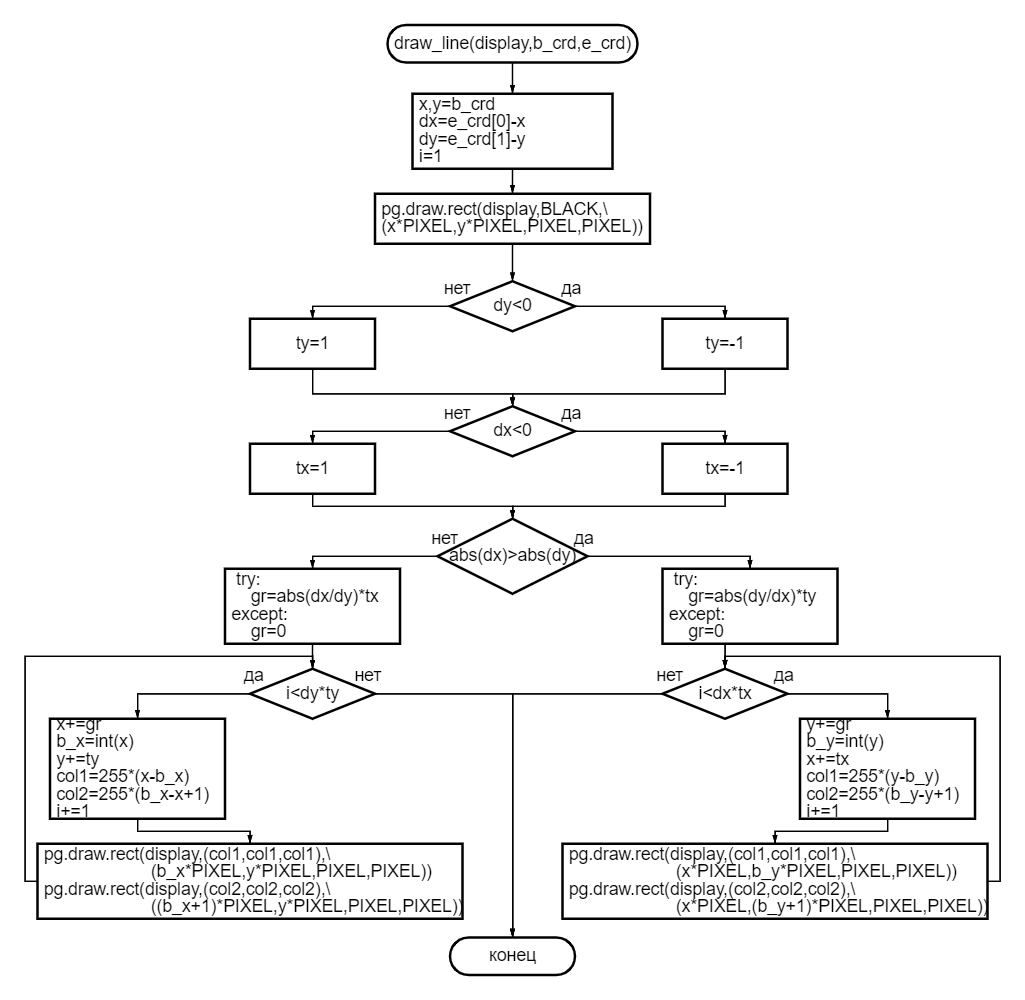 draw_line(display,b_crd,e_crd)
x,y=b_crd
dx=e_crd[0]-x
dy=e_crd[1]-y
i=1
pg.draw.rect(display,BLACK,\
(x*PIXEL,y*PIXEL,PIXEL,PIXEL))
нет
dy<0
да
ty=1
ty=-1
нет
dx<0
да
tx=1
tx=-1
нет
abs(dx)>abs(dy)
да
try:
gr=abs(dx/dy)*tx
except:
gr=0
try:
gr=abs(dy/dx)*ty
except:
gr=0
да
i<dy*ty
нет
нет
i<dx*tx
да
x+=gr
b_x=int(x)
y+=ty
col1=255*(x-b_x)
col2=255*(b_x-x+1)
i+=1
y+=gr
b_y=int(y)
x+=tx
col1=255*(y-b_y)
col2=255*(b_y-y+1)
i+=1
pg.draw.rect(display,(col1,col1,col1),\
(b_x*PIXEL,y*PIXEL,PIXEL,PIXEL))
pg.draw.rect(display,(col2,col2,col2),\
((b_x+1)*PIXEL,y*PIXEL,PIXEL,PIXEL))
pg.draw.rect(display,(col1,col1,col1),\
(x*PIXEL,b_y*PIXEL,PIXEL,PIXEL))
pg.draw.rect(display,(col2,col2,col2),\
(x*PIXEL,(b_y+1)*PIXEL,PIXEL,PIXEL))
конец